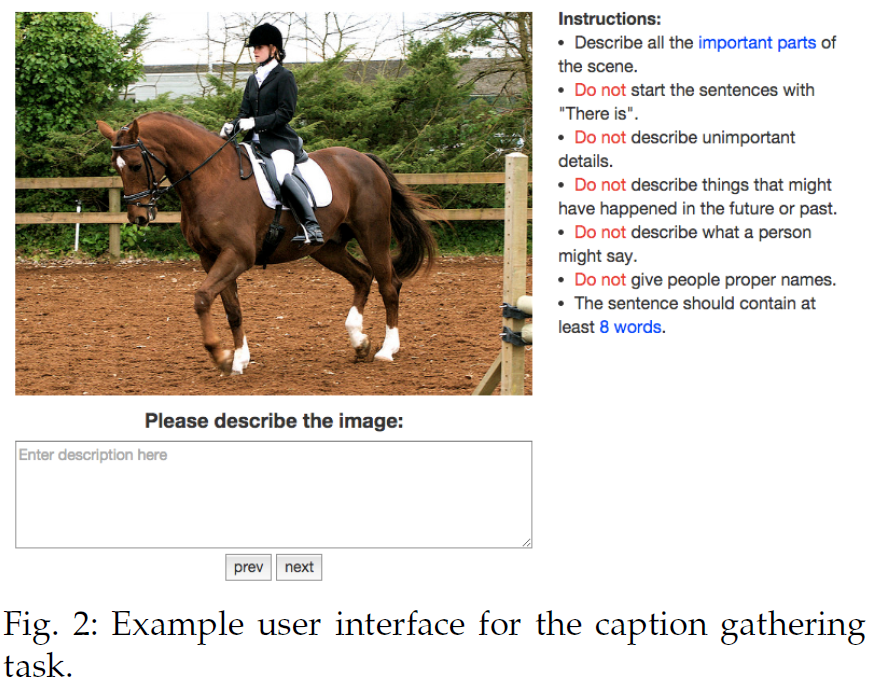 Instructions:
• Describe all the important parts of
the scene.
• Do not start the sentences with
"There is".
• Do not describe unimportant
details.
• Do not describe things that might
have happened in the future or past.
• Do not describe what a person
might say.
• Do not give people proper names.
• The sentence should contain at
least 8 words.
Please describe the image:
Enter description here
prev next
Fig. 2: Example user interface for the caption gathering
task.